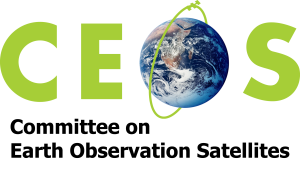 CEOS
Committee on
Earth Observation Satellites